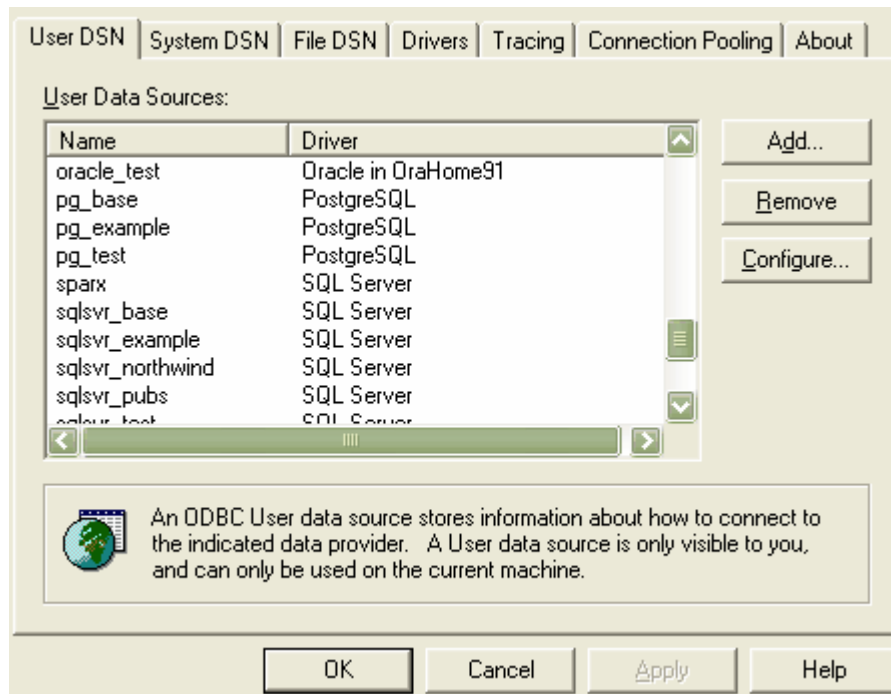 User DSN System DSN File DSN Drivers Tracing Connection Pooling About
User Data Sources:
Name Driver
oracle_test Oracle in OraHome91
pg_base PostgreSQL
pg_example PostgreSQL
pg_test PostgreSQL
sparx SQL Server
sqlsvr_base SQL Server
sqlsvr_example SQL Server
sqlsvr_northwind SQL Server
sqlsvr_pubs SQL Server
sqlsvr_test SQL Server
Add...
Remove
Configure...
An ODBC User data source stores information about how to connect to
the indicated data provider. A User data source is only visible to you,
and can only be used on the current machine.
OK Cancel Apply Help